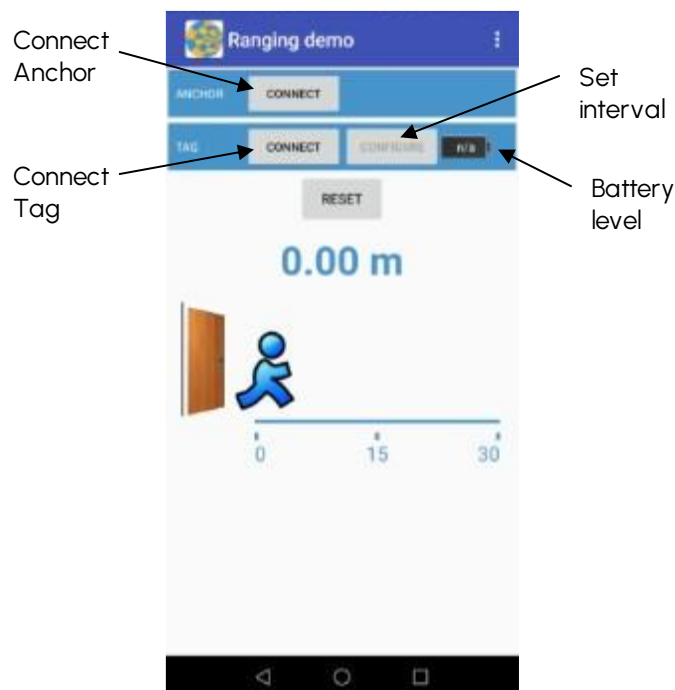 Connect
Anchor
Ranging demo
ANCHOR
CONNECT
Set
interval
TAG
CONNECT
CONFIGURE
n/a
Connect
Tag
Battery
level
RESET
0.00 m
0
15
30